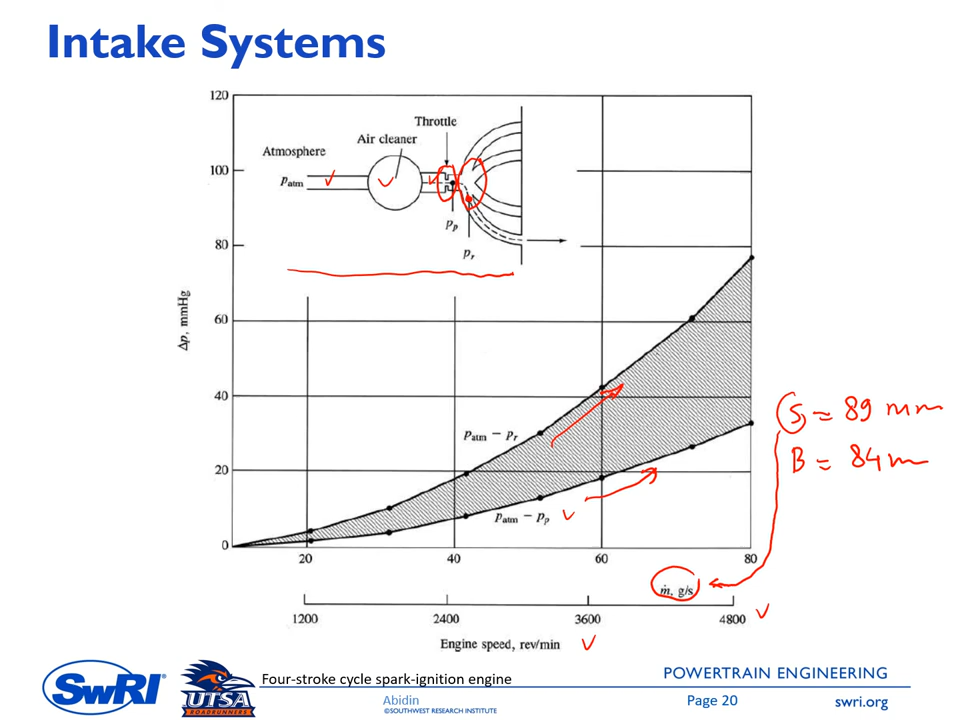 Intake Systems
120
100
80
60
40
20
0
Δp, mmHg
Throttle
Air cleaner
Atmosphere
patm
pp
pr
patm − pr
patm − pp
S, = 89 mm
B = 84 m
20
40
60
80
ṁ, g/s
1200
2400
3600
4800
Engine speed, rev/min
SwRI
UTSA
ROADRUNNERS
Four-stroke cycle spark-ignition engine
Abidin
©SOUTHWEST RESEARCH INSTITUTE
POWERTRAIN ENGINEERING
Page 20
swri.org